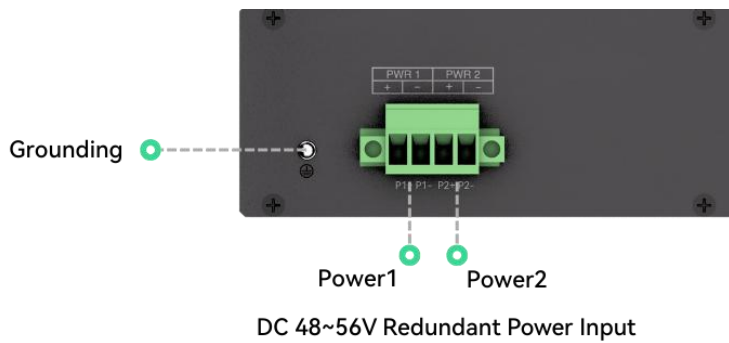 PWR 1 PWR 2
+ − + −
Grounding
P1+ P1- P2+ P2-
Power1 Power2
DC 48~56V Redundant Power Input